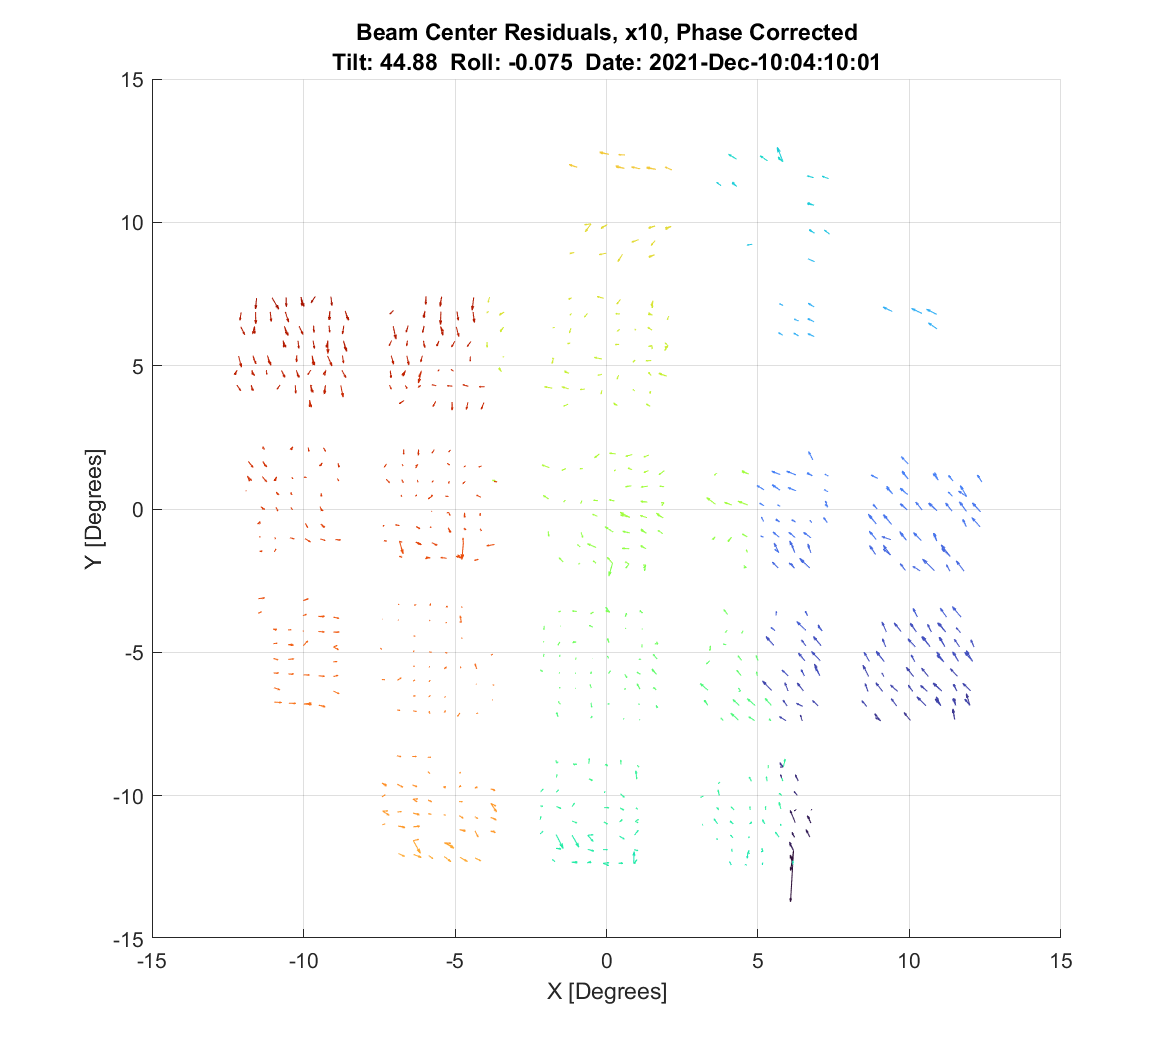 Beam Center Residuals, x10, Phase Corrected
Tilt: 44.88 Roll: -0.075 Date: 2021-Dec-10:04:10:01
15
10
5
0
-5
-10
-15
Y [Degrees]
-15 -10 -5 0 5 10 15
X [Degrees]